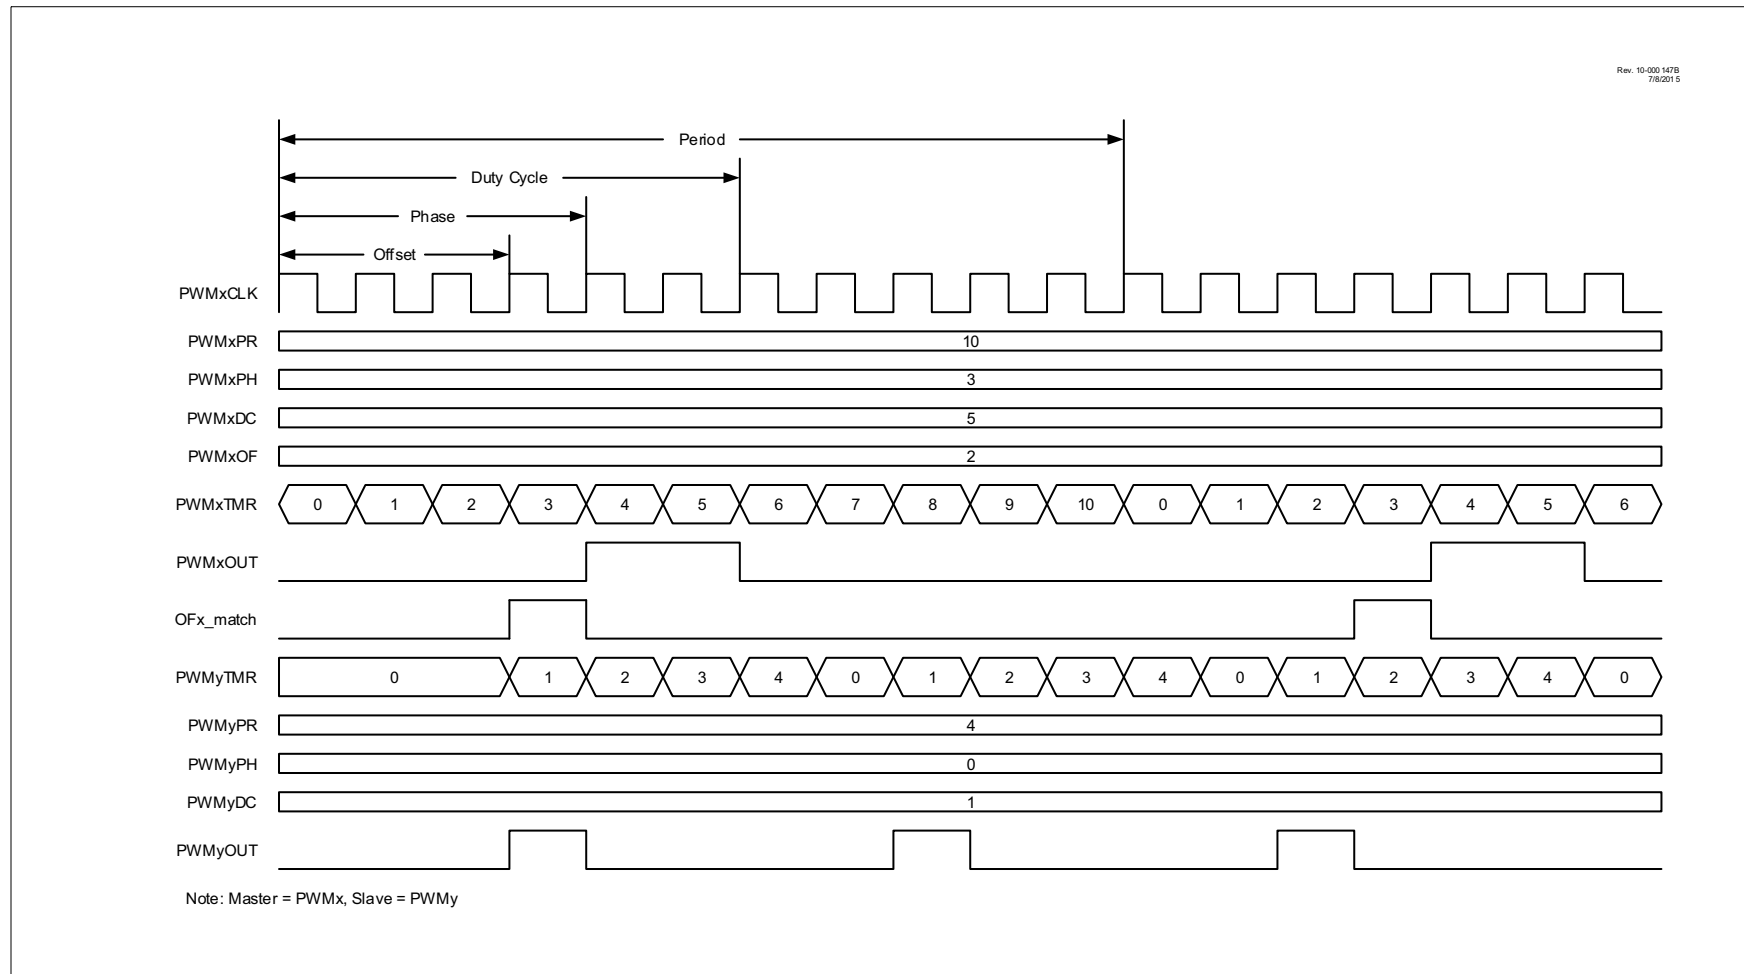 Rev. 10-000 147B
7/8/201 5
Period
Duty Cycle
Phase
Offset
PWMxCLK
PWMxPR 10
PWMxPH 3
PWMxDC 5
PWMxOF 2
PWMxTMR 0 1 2 3 4 5 6 7 8 9 10 0 1 2 3 4 5 6
PWMxOUT
OFx_match
PWMyTMR 0 1 2 3 4 0 1 2 3 4 0 1 2 3 4 0
PWMyPR 4
PWMyPH 0
PWMyDC 1
PWMyOUT
Note: Master = PWMx, Slave = PWMy